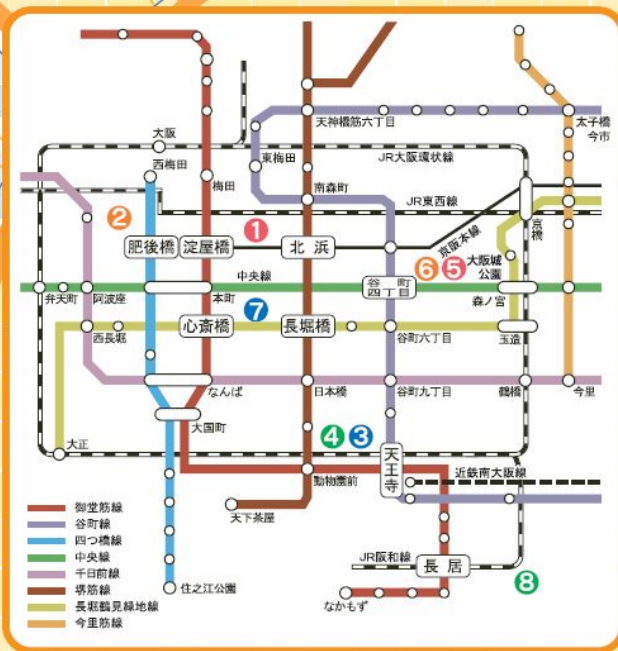 天神橋筋六丁目
太子橋
今市
大阪
西梅田
東梅田
JR大阪環状線
梅田
南森町
JR東西線
京橋
②
①
肥後橋
淀屋橋
北浜
京阪本線
⑥
⑤
大阪城
公園
中央線
谷町
四丁目
弁天町
阿波座
本町
森ノ宮
心斎橋
⑦
長堀橋
西長堀
谷町六丁目
玉造
なんば
日本橋
谷町九丁目
鶴橋
今里
大国町
大正
④
③
天王寺
動物園前
近鉄南大阪線
天下茶屋
JR阪和線
長居
⑧
住之江公園
なかもず
御堂筋線
谷町線
四つ橋線
中央線
千日前線
堺筋線
長堀鶴見緑地線
今里筋線